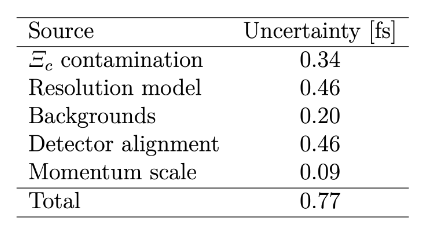 Source Uncertainty [fs]
Ξc contamination 0.34
Resolution model 0.46
Backgrounds 0.20
Detector alignment 0.46
Momentum scale 0.09
Total 0.77